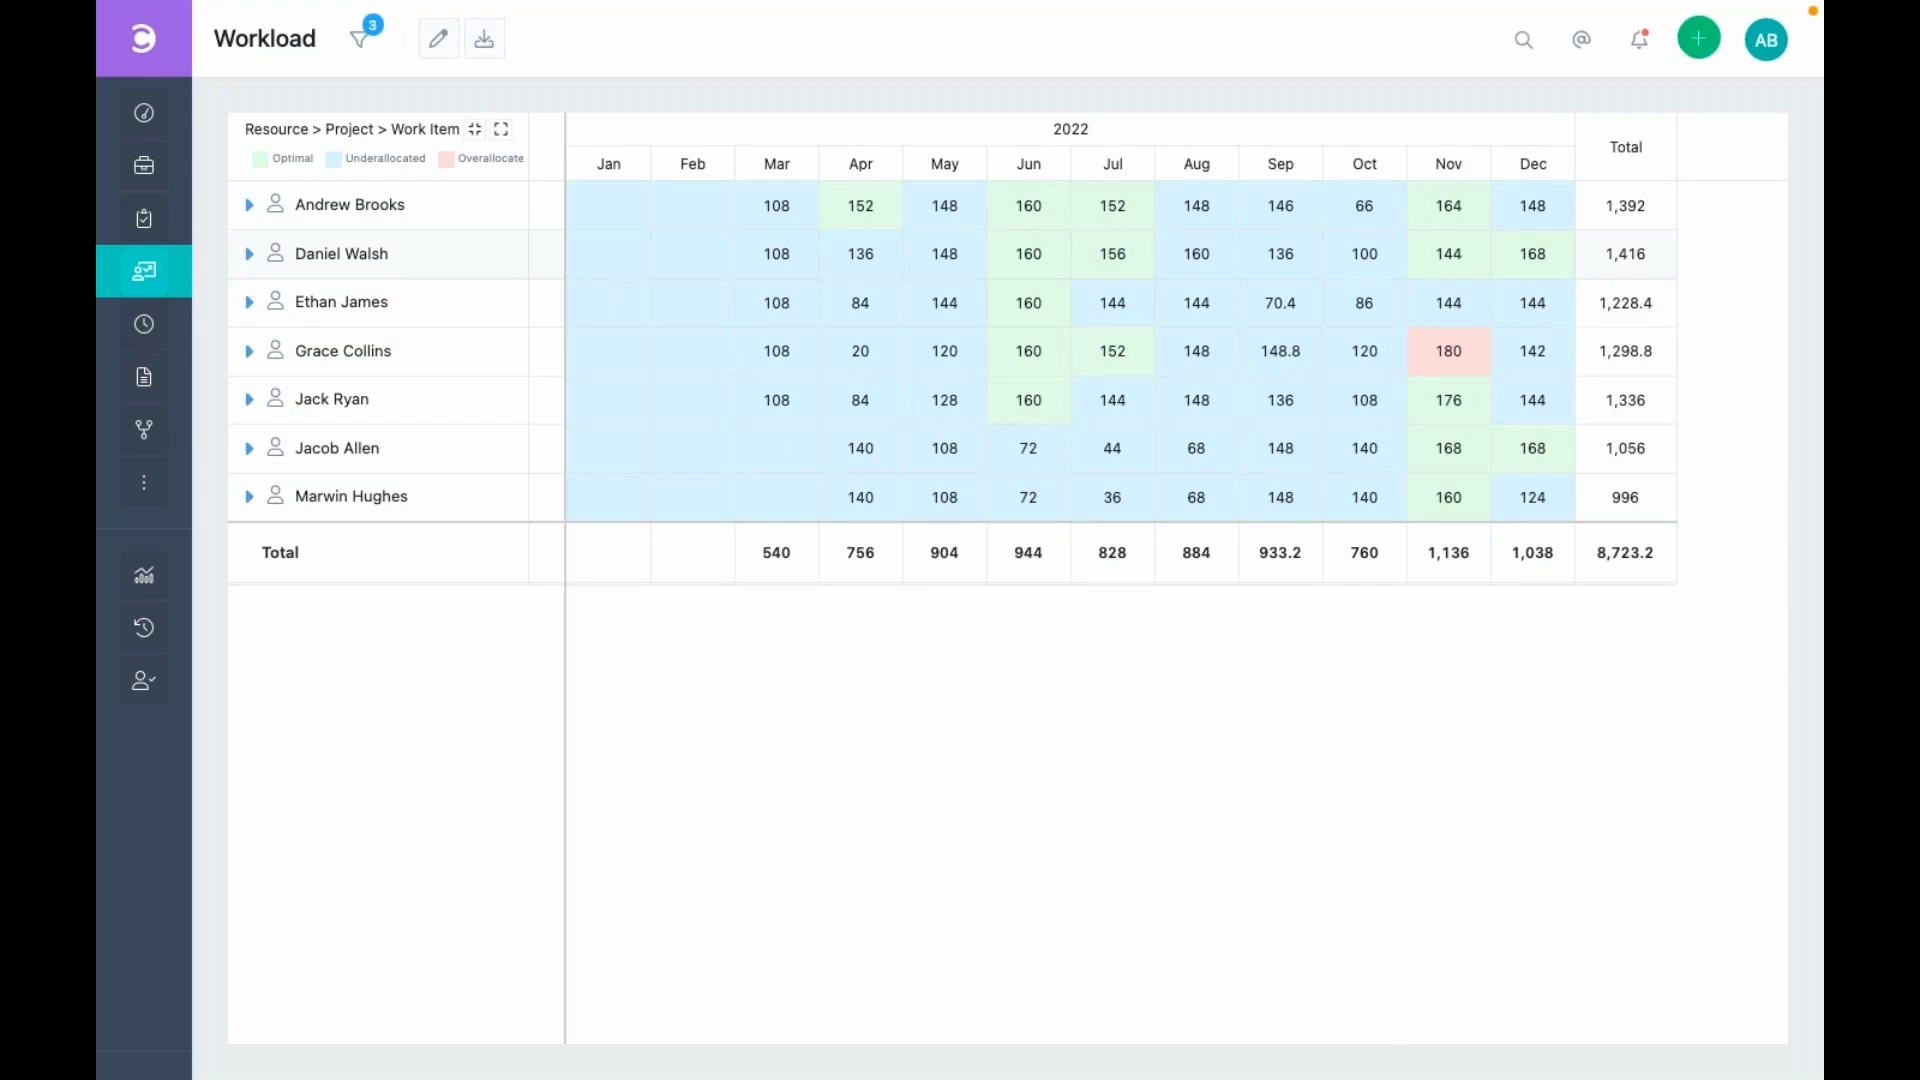 Workload
3
@
AB
Resource > Project > Work Item
Optimal Underallocated Overallocate
2022
Total
Jan Feb Mar Apr May Jun Jul Aug Sep Oct Nov Dec
Andrew Brooks 108 152 148 160 152 148 146 66 164 148 1,392
Daniel Walsh 108 136 148 160 156 160 136 100 144 168 1,416
Ethan James 108 84 144 160 144 144 70.4 86 144 144 1,228.4
Grace Collins 108 20 120 160 152 148 148.8 120 180 142 1,298.8
Jack Ryan 108 84 128 160 144 148 136 108 176 144 1,336
Jacob Allen 140 108 72 44 68 148 140 168 168 1,056
Marwin Hughes 140 108 72 36 68 148 140 160 124 996
Total 540 756 904 944 828 884 933.2 760 1,136 1,038 8,723.2